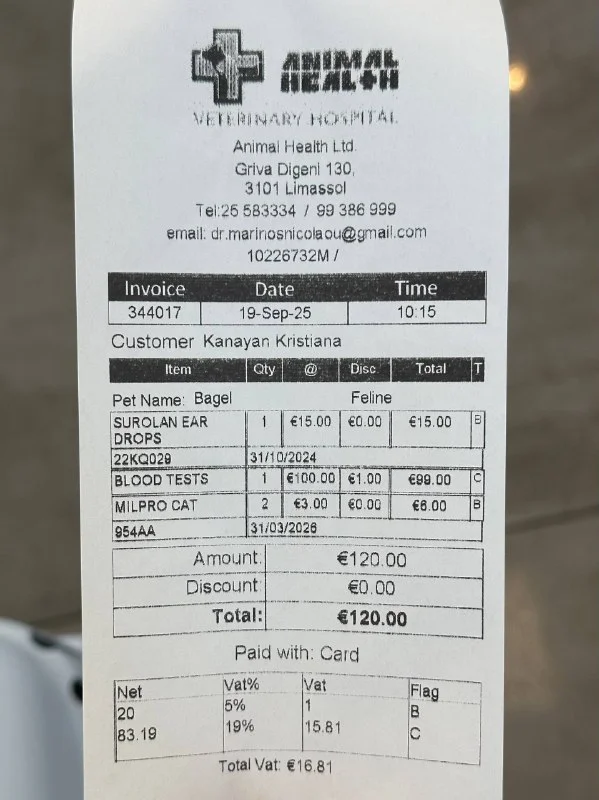 ANIMAL
HEALTH
VETERINARY HOSPITAL
Animal Health Ltd.
Griva Digeni 130,
3101 Limassol
Tel:25 583334 / 99 386 999
email: dr.marinosnicolaou@gmail.com
10226732M /
Invoice Date Time
344017 19-Sep-25 10:15
Customer Kanayan Kristiana
Item Qty @ Disc Total T
Pet Name: Bagel Feline
SUROLAN EAR DROPS 1 €15.00 €0.00 €15.00 B
22KQ029 31/10/2024
BLOOD TESTS 1 €100.00 €1.00 €99.00 C
MILPRO CAT 2 €3.00 €0.00 €6.00 B
954AA 31/03/2026
Amount: €120.00
Discount: €0.00
Total: €120.00
Paid with: Card
Net Vat% Vat Flag
20 5% 1 B
83.19 19% 15.81 C
Total Vat: €16.81